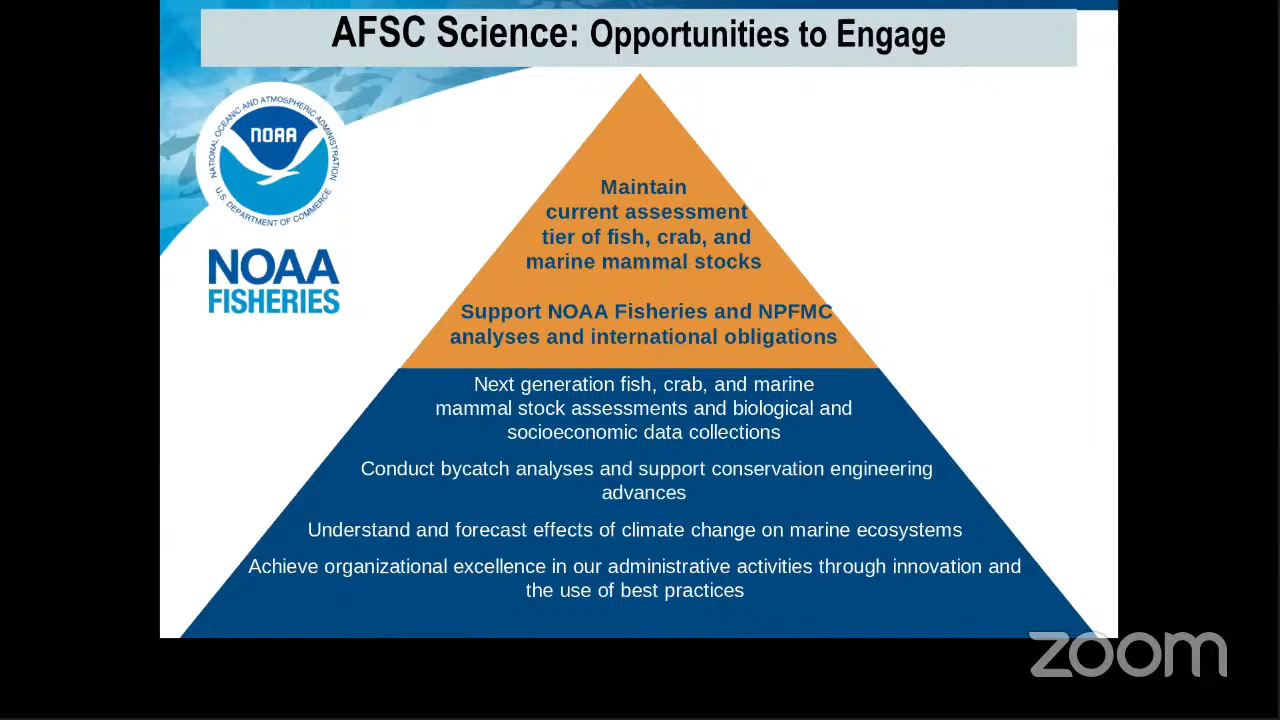 AFSC Science: Opportunities to Engage
NATIONAL OCEANIC AND ATMOSPHERIC ADMINISTRATION
NOAA
U.S. DEPARTMENT OF COMMERCE
NOAA
FISHERIES
Maintain
current assessment
tier of fish, crab, and
marine mammal stocks
Support NOAA Fisheries and NPFMC
analyses and international obligations
Next generation fish, crab, and marine
mammal stock assessments and biological and
socioeconomic data collections
Conduct bycatch analyses and support conservation engineering
advances
Understand and forecast effects of climate change on marine ecosystems
Achieve organizational excellence in our administrative activities through innovation and
the use of best practices
zoom